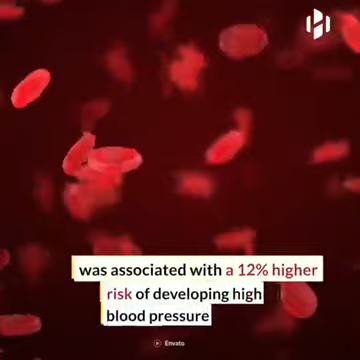 was associated with a 12% higher
risk of developing high
blood pressure
Envato